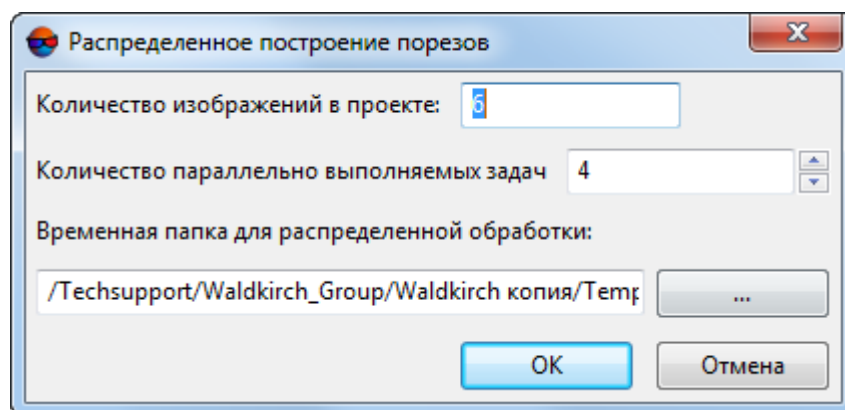 Распределенное построение порезов
Количество изображений в проекте: 6
Количество параллельно выполняемых задач 4
Временная папка для распределенной обработки:
/Techsupport/Waldkirch_Group/Waldkirch копия/Temp ...
OK Отмена